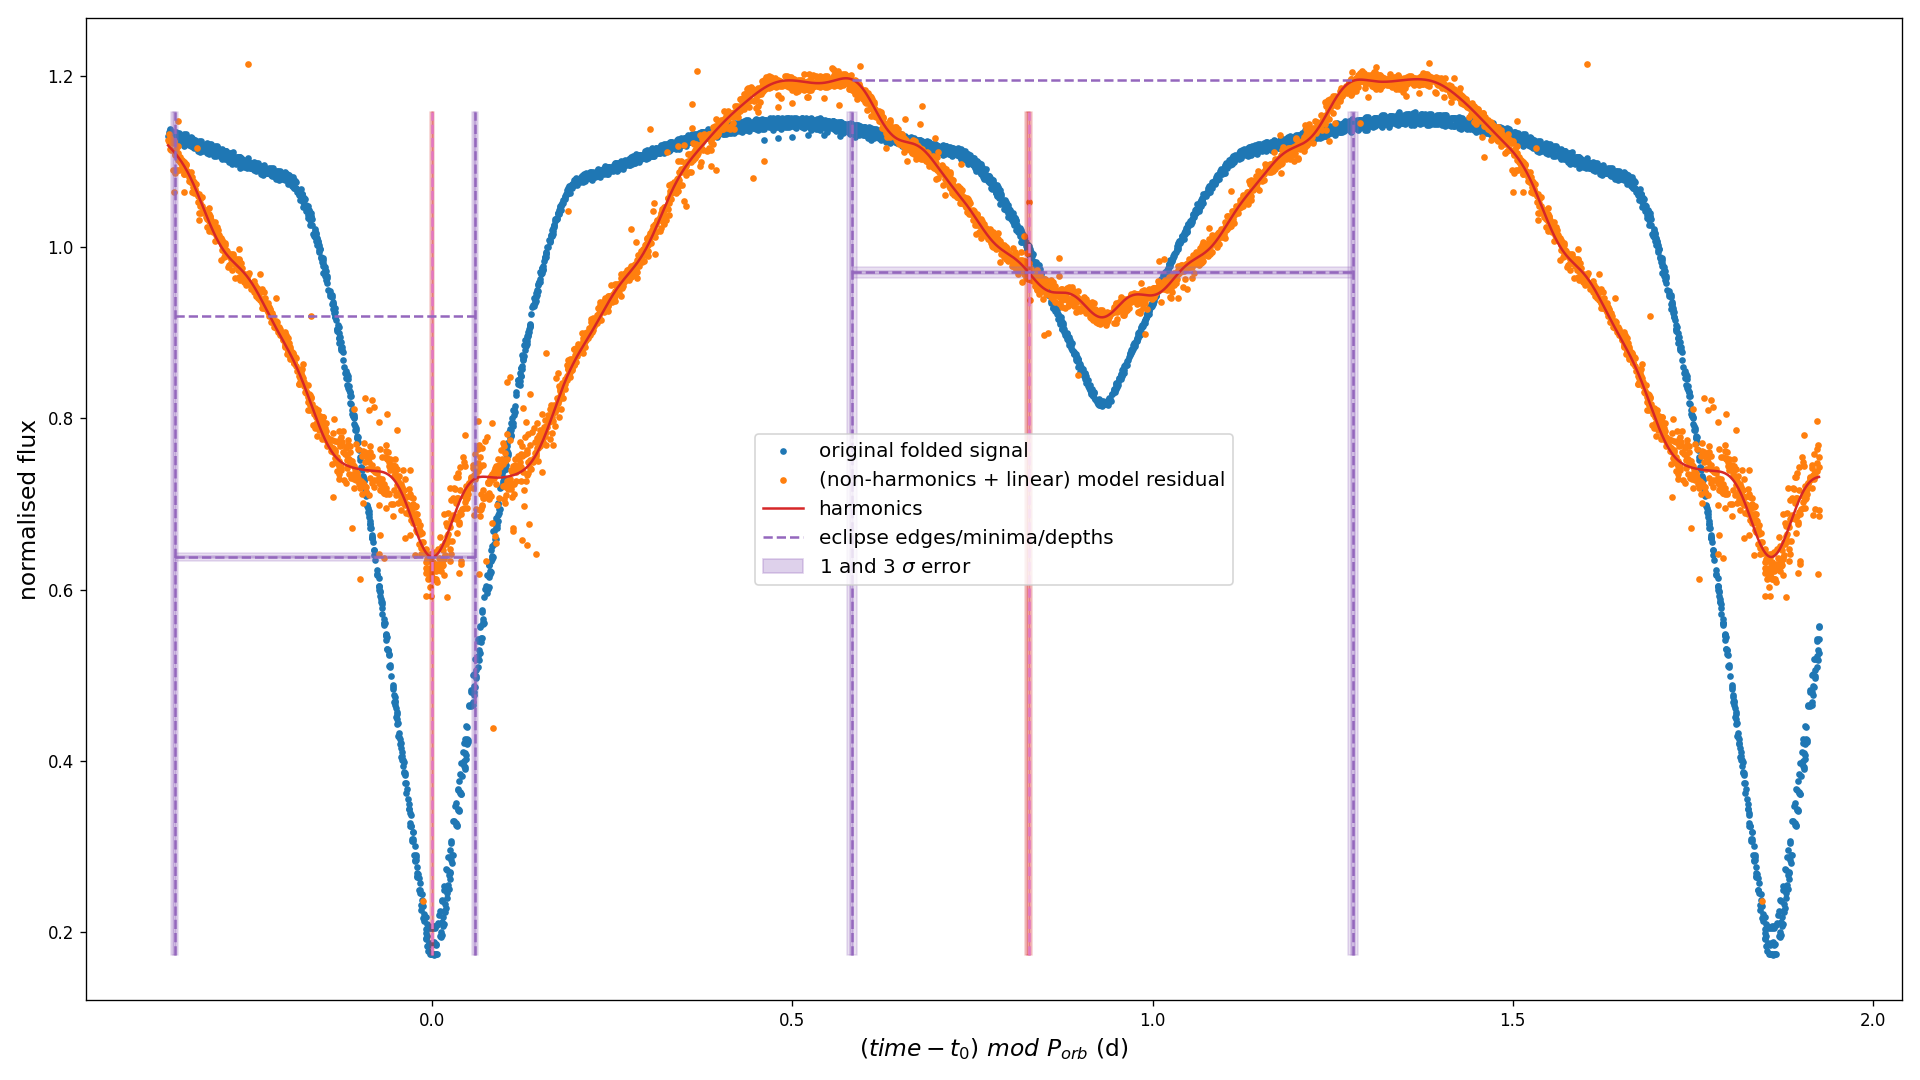 normalised flux
1.2
1.0
0.8
0.6
0.4
0.2
original folded signal
(non-harmonics + linear) model residual
harmonics
eclipse edges/minima/depths
1 and 3 σ error
0.0 0.5 1.0 1.5 2.0
(time − t₀) mod P_orb (d)